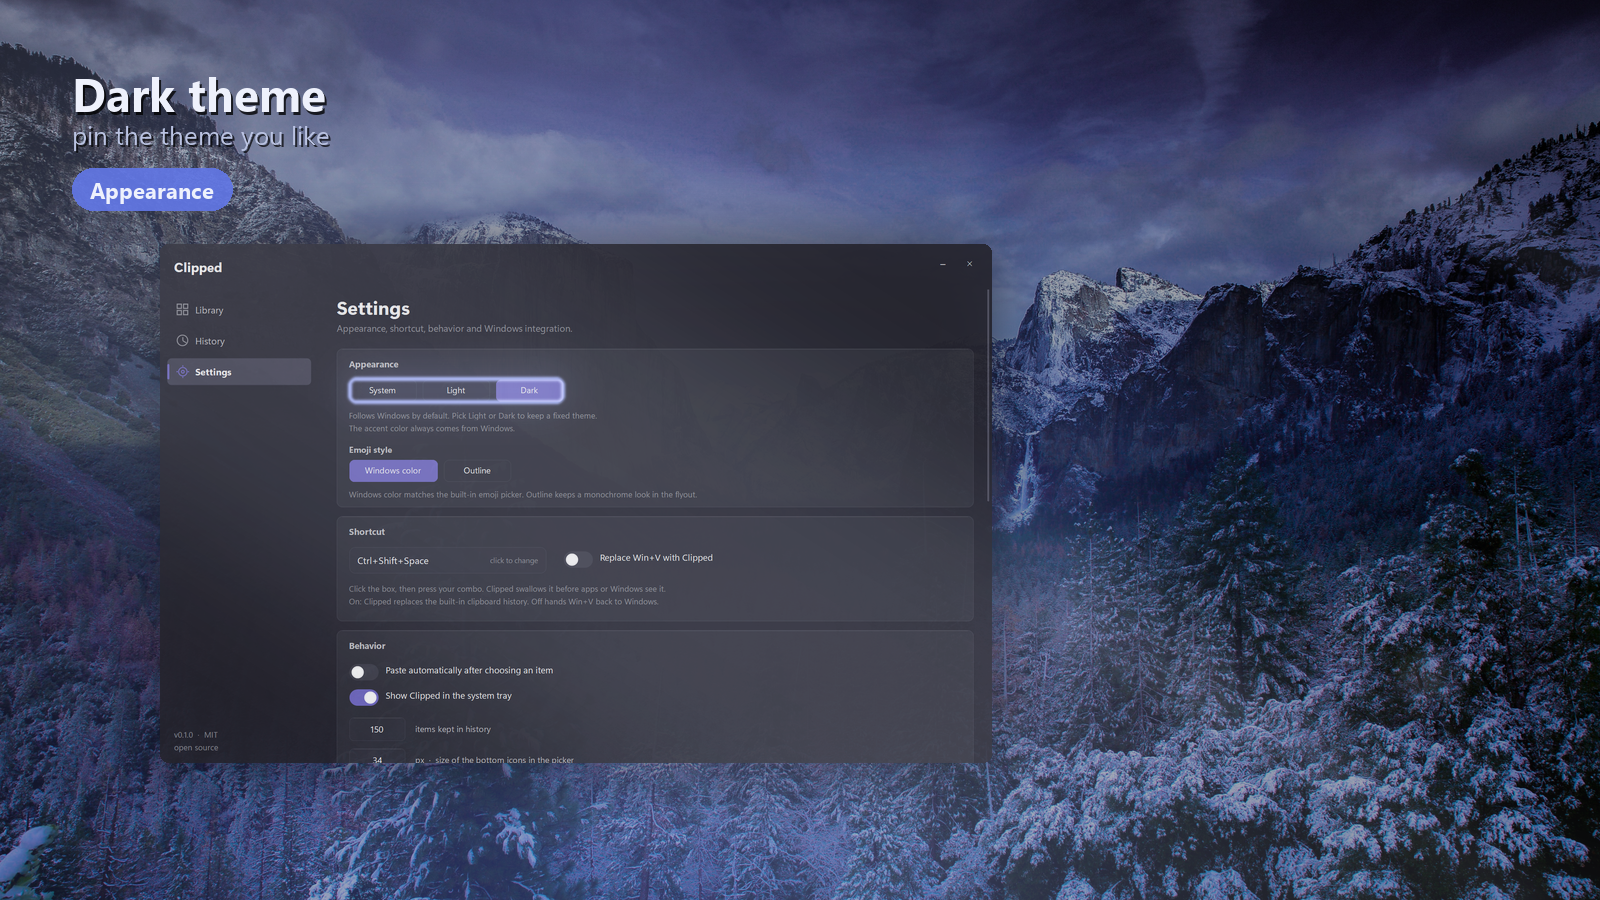 Dark theme
pin the theme you like
Appearance
Clipped
Library
History
Settings
v0.1.0 · MIT
open source
Settings
Appearance, shortcut, behavior and Windows integration.
Appearance
System Light Dark
Follows Windows by default. Pick Light or Dark to keep a fixed theme.
The accent color always comes from Windows.
Emoji style
Windows color Outline
Windows color matches the built-in emoji picker. Outline keeps a monochrome look in the flyout.
Shortcut
Ctrl+Shift+Space click to change Replace Win+V with Clipped
Click the box, then press your combo. Clipped swallows it before apps or Windows see it.
On: Clipped replaces the built-in clipboard history. Off hands Win+V back to Windows.
Behavior
Paste automatically after choosing an item
Show Clipped in the system tray
150 items kept in history
34 px · size of the bottom icons in the picker